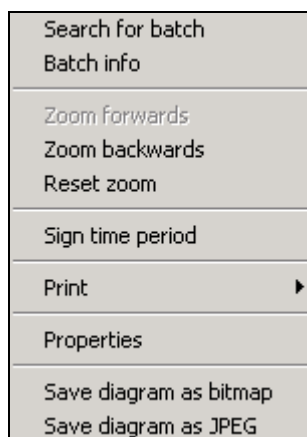 Search for batch
Batch info
Zoom forwards
Zoom backwards
Reset zoom
Sign time period
Print
Properties
Save diagram as bitmap
Save diagram as JPEG